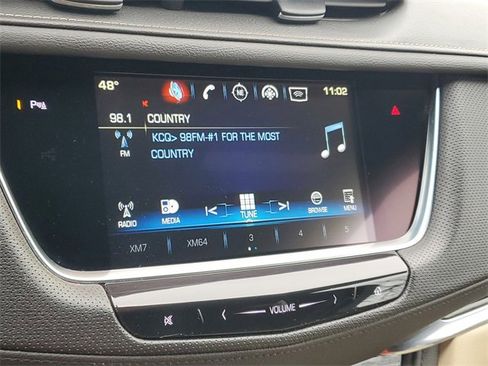 48° NE 11:02
98.1 COUNTRY
KCQ> 98FM-#1 FOR THE MOST
COUNTRY
FM
RADIO MEDIA TUNE BROWSE MENU
XM7 XM64 3 4 5
< VOLUME >